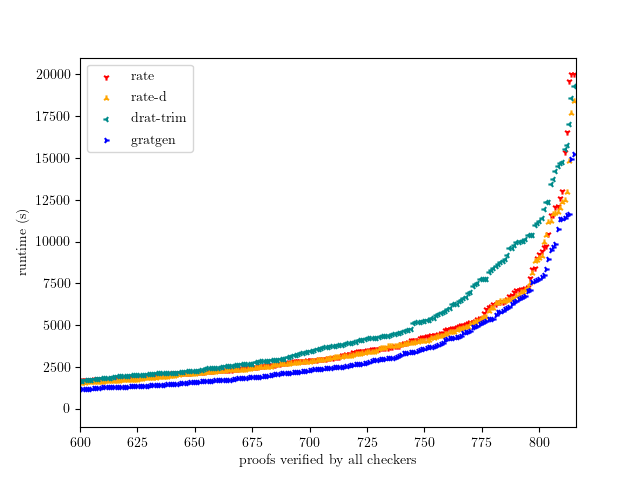 20000
17500
15000
12500
10000
7500
5000
2500
0
runtime (s)
rate
rate-d
drat-trim
gratgen
600 625 650 675 700 725 750 775 800
proofs verified by all checkers